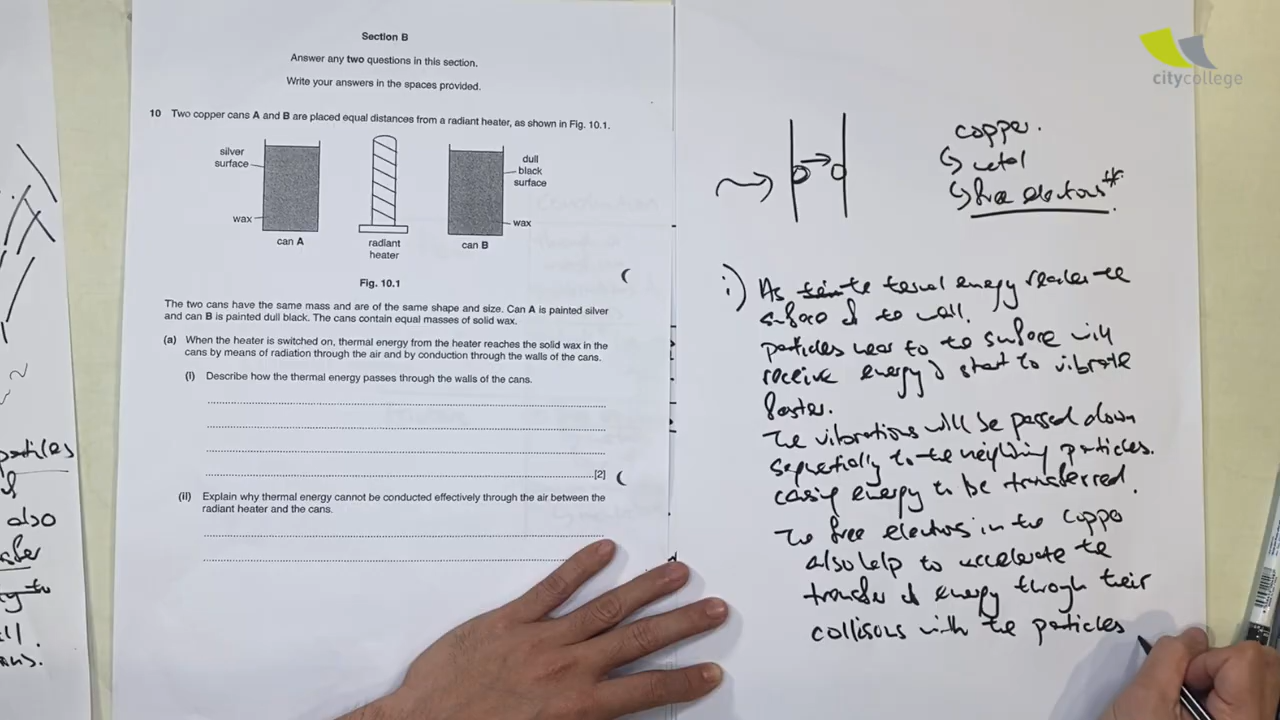 Section B
Answer any two questions in this section.
Write your answers in the spaces provided.
10 Two copper cans A and B are placed equal distances from a radiant heater, as shown in Fig. 10.1.
silver
surface
wax
can A
radiant
heater
dull
black
surface
wax
can B
Fig. 10.1
The two cans have the same mass and are of the same shape and size. Can A is painted silver
and can B is painted dull black. The cans contain equal masses of solid wax.
(a) When the heater is switched on, thermal energy from the heater reaches the solid wax in the
cans by means of radiation through the air and by conduction through the walls of the cans.
(i) Describe how the thermal energy passes through the walls of the cans.
[2]
(ii) Explain why thermal energy cannot be conducted effectively through the air between the
radiant heater and the cans.
citycollege
copper.
↳ metal
↳ free electrons*
i) As energy the
surface of the wall.
particles near to the surface will
receive energy & start to vibrate
faster.
The vibrations will be passed down
to the particles.
energy to be transferred.
The free electrons in the
also help to accelerate the
transfer of energy through their
collisons with the particles
particles
also